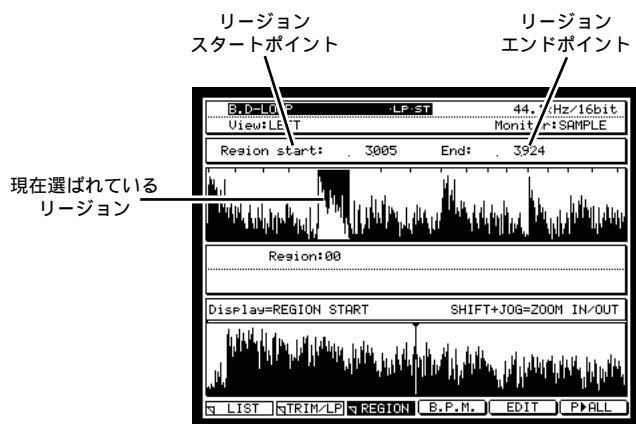 リージョン
スタートポイント
リージョン
エンドポイント
現在選ばれている
リージョン
B.D-LOOP ·LP·ST 44.1kHz/16bit
View:LEFT Monitor:SAMPLE
Region start: . 3005 End: . 3924
Region:00
Display=REGION START SHIFT+JOG=ZOOM IN/OUT
LIST TRIM/LP REGION B.P.M. EDIT P▶ALL